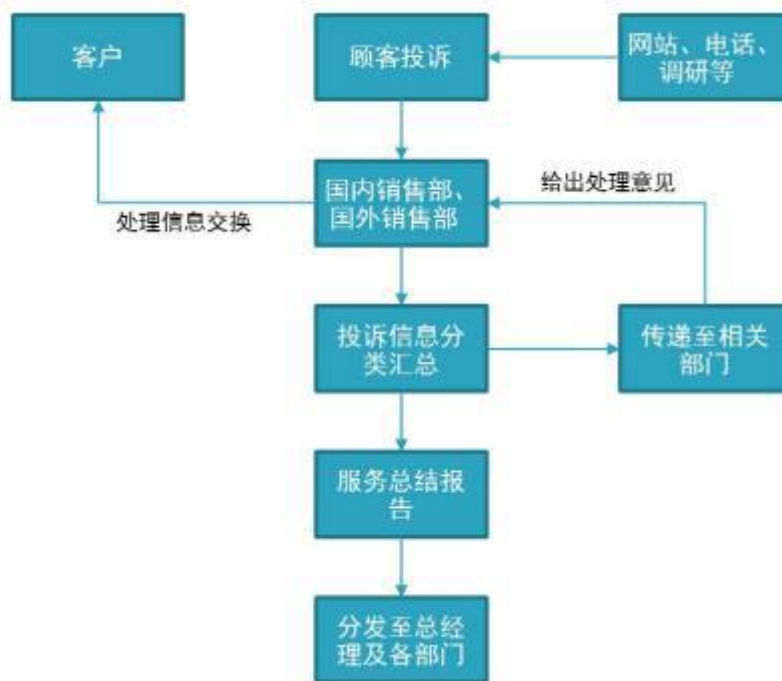 客户
顾客投诉
网站、电话、
调研等
国内销售部、
国外销售部
给出处理意见
处理信息交换
投诉信息分
类汇总
传递至相关
部门
服务总结报
告
分发至总经
理及各部门